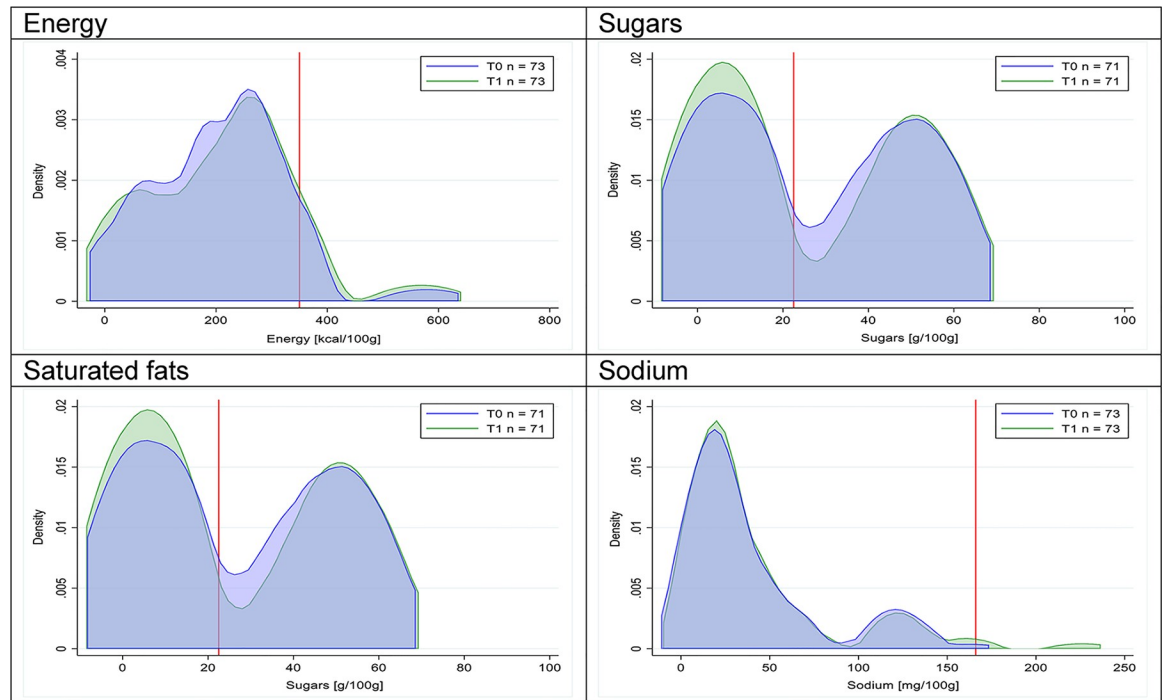 Energy
Sugars
.004
.003
.002
.001
0
Density
T0 n = 73
T1 n = 73
0 200 400 600 800
Energy [kcal/100g]
.02
.015
.01
.005
0
Density
T0 n = 71
T1 n = 71
0 20 40 60 80 100
Sugars [g/100g]
Saturated fats
Sodium
.02
.015
.01
.005
0
Density
T0 n = 71
T1 n = 71
0 20 40 60 80 100
Sugars [g/100g]
.02
.015
.01
.005
0
Density
T0 n = 73
T1 n = 73
0 50 100 150 200 250
Sodium [mg/100g]